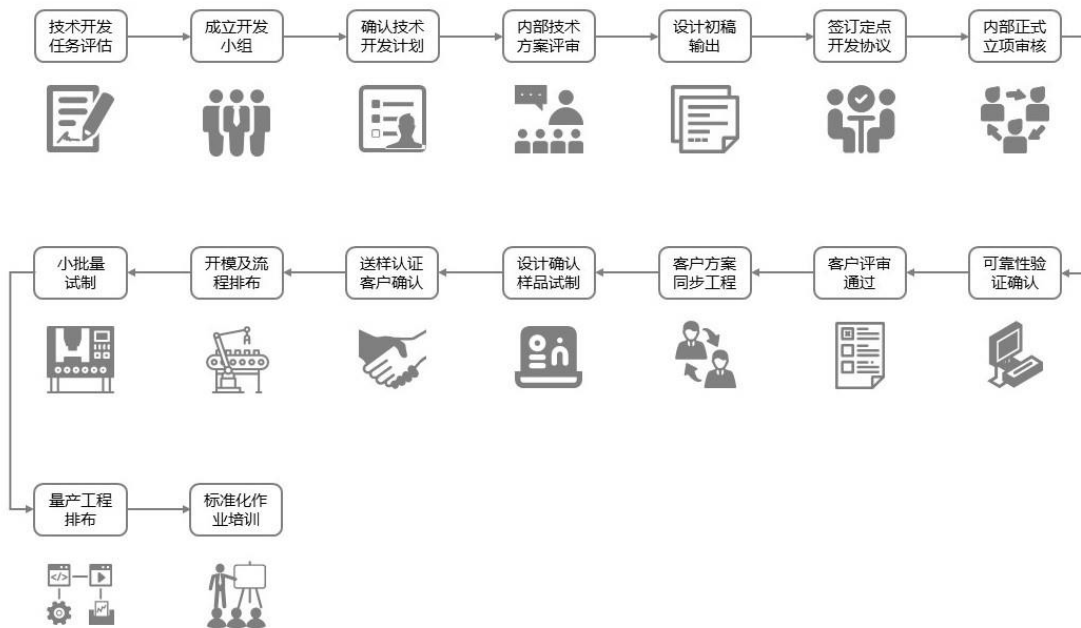 技术开发
任务评估
成立开发
小组
确认技术
开发计划
内部技术
方案评审
设计初稿
输出
签订定点
开发协议
内部正式
立项审核
小批量
试制
开模及流
程排布
送样认证
客户确认
设计确认
样品试制
客户方案
同步工程
客户评审
通过
可靠性验
证确认
量产工程
排布
标准化作
业培训